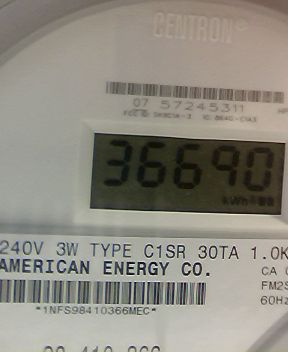 CENTRON®
07 57245311
36690
kWh
240V 3W TYPE C1SR 30TA 1.0K
AMERICAN ENERGY CO.
CA
FM2S
60Hz
*1NFS98410366MEC*